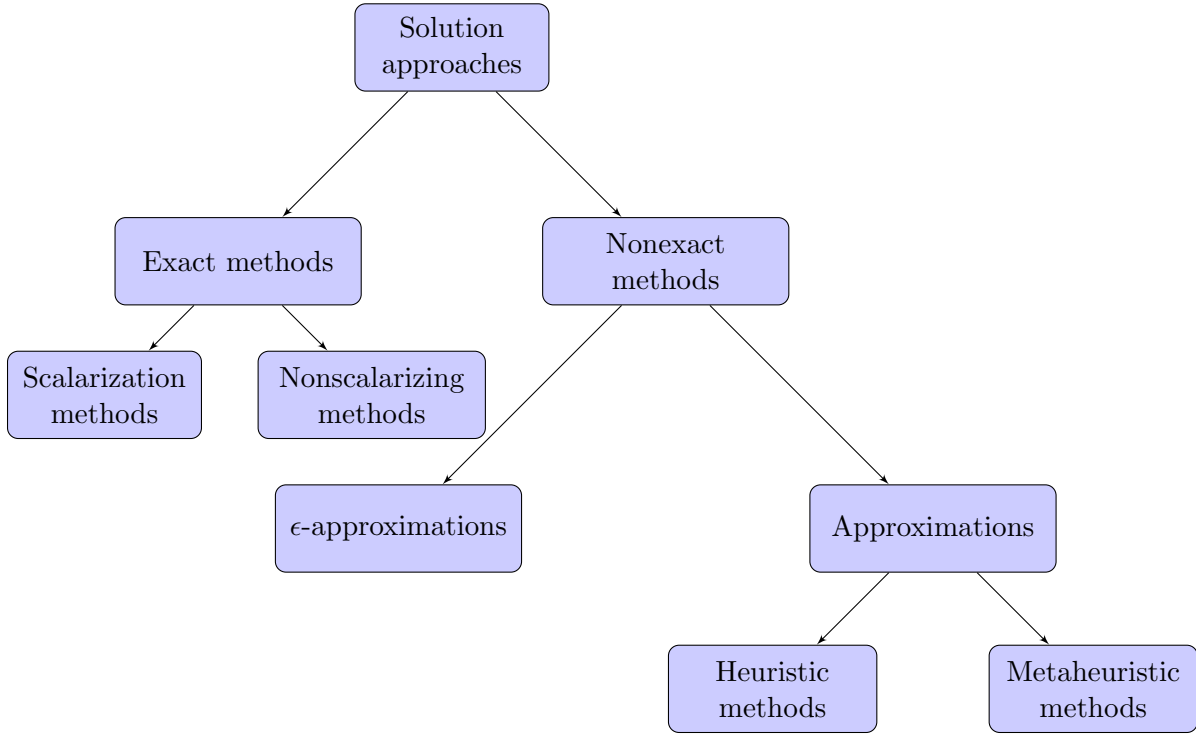 Solution
approaches
Exact methods
Nonexact
methods
Scalarization
methods
Nonscalarizing
methods
ϵ-approximations
Approximations
Heuristic
methods
Metaheuristic
methods